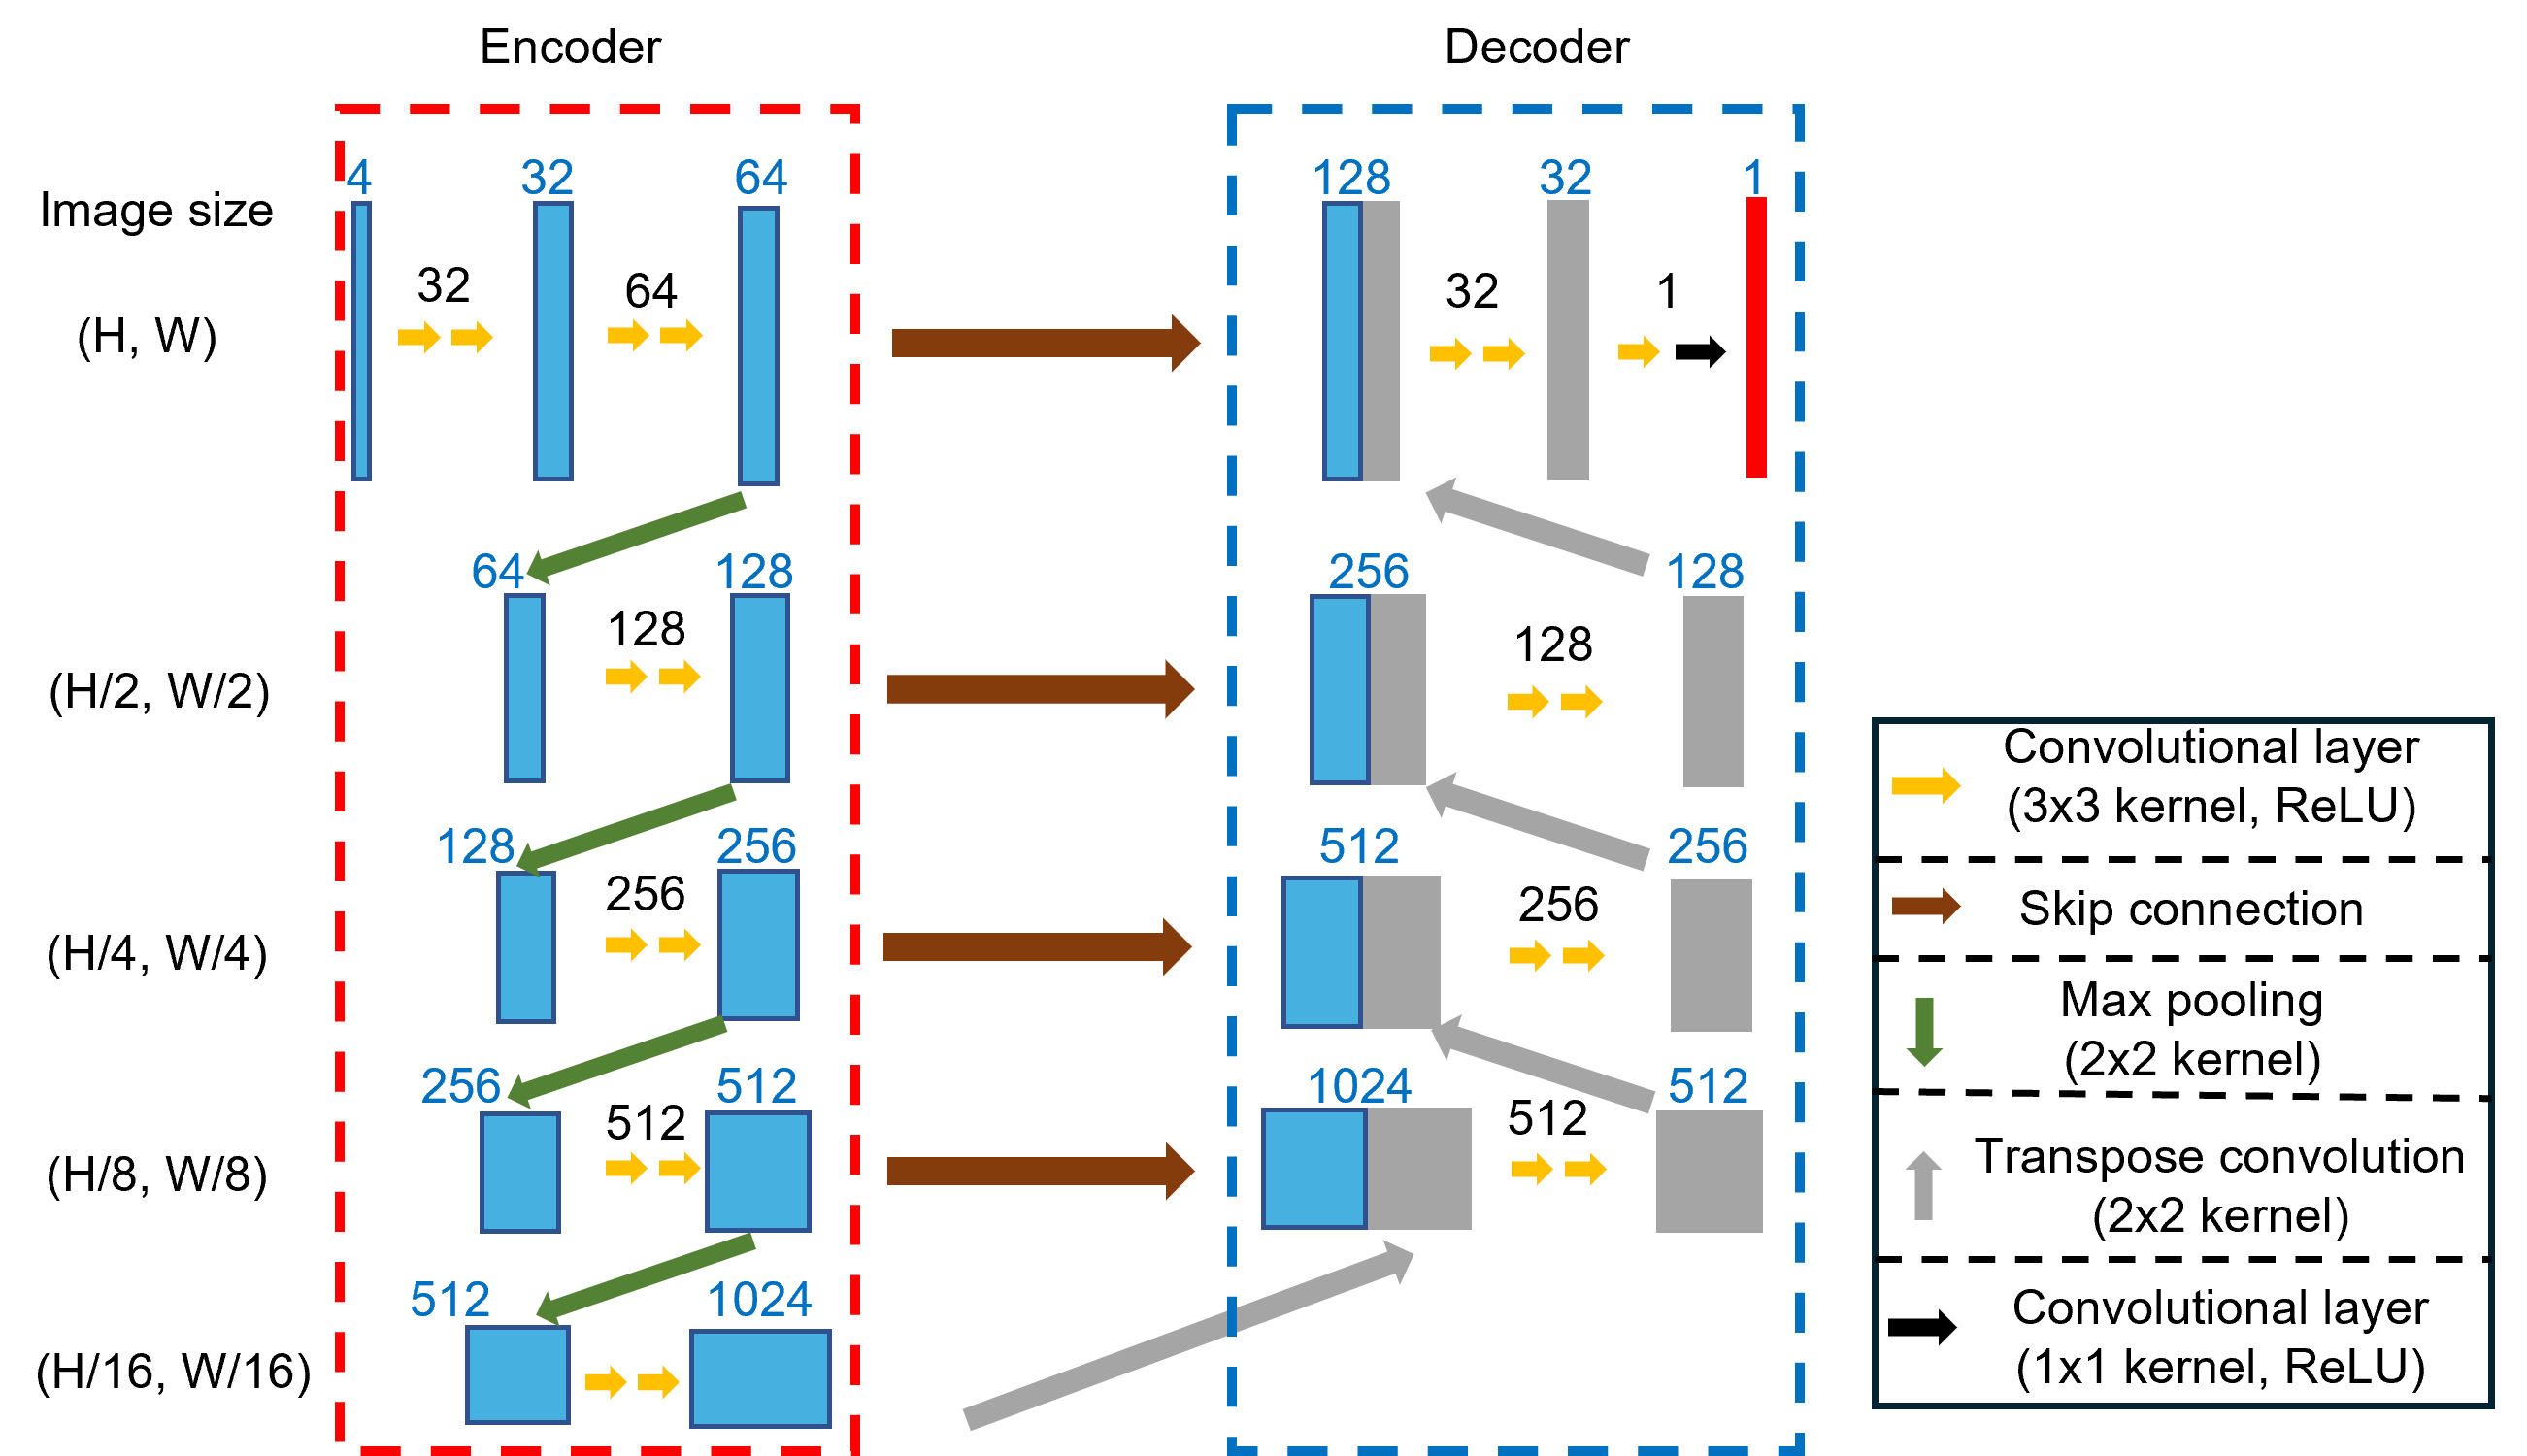 Encoder
Decoder
Image size
4
32
64
128
32
1
32
64
32
1
(H, W)
64
128
256
128
128
128
(H/2, W/2)
128
256
512
256
256
256
(H/4, W/4)
256
512
1024
512
512
512
(H/8, W/8)
512
1024
(H/16, W/16)
Convolutional layer
(3x3 kernel, ReLU)
Skip connection
Max pooling
(2x2 kernel)
Transpose convolution
(2x2 kernel)
Convolutional layer
(1x1 kernel, ReLU)